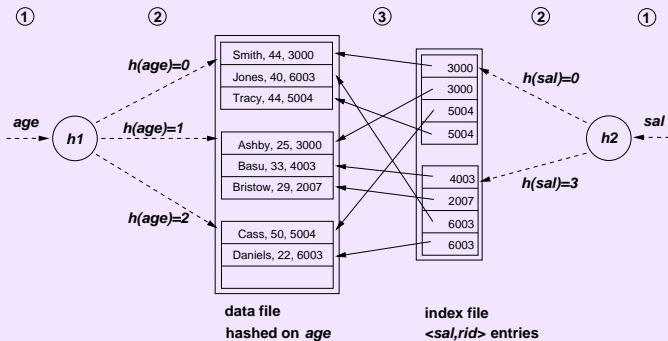 ① ② ③ ② ①
Smith, 44, 3000
Jones, 40, 6003
Tracy, 44, 5004
Ashby, 25, 3000
Basu, 33, 4003
Bristow, 29, 2007
Cass, 50, 5004
Daniels, 22, 6003
age
h1
h(age)=0
h(age)=1
h(age)=2
3000
3000
5004
5004
4003
2007
6003
6003
h(sal)=0
h(sal)=3
h2
sal
data file
hashed on age
index file
<sal,rid> entries